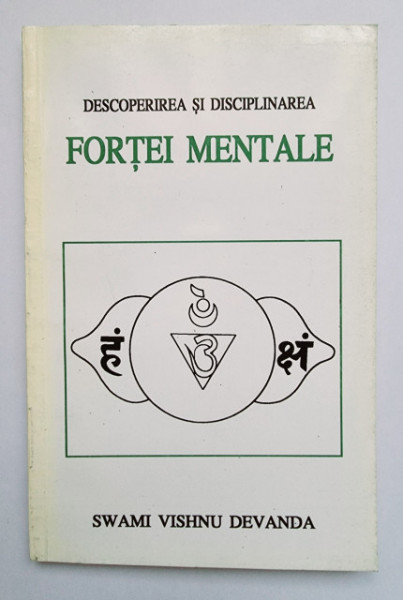 DESCOPERIREA ȘI DISCIPLINAREA
FORȚEI MENTALE
हं ॐ क्षं
SWAMI VISHNU DEVANDA